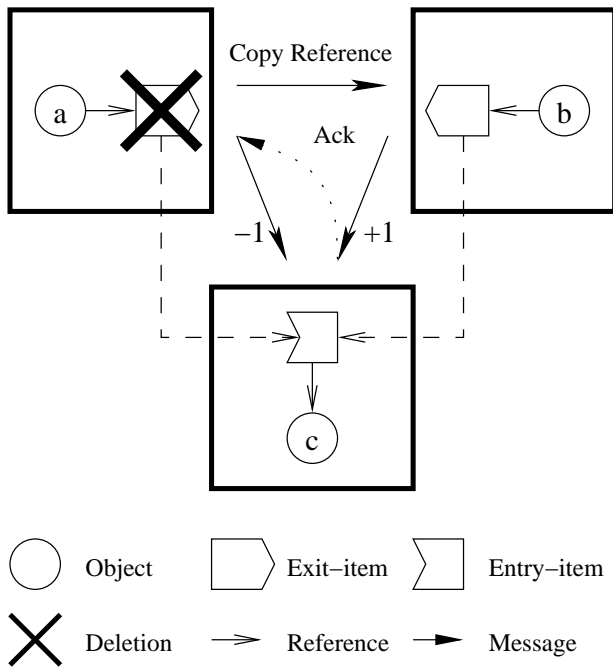 Copy Reference
a
b
Ack
−1
+1
c
Object
Exit−item
Entry−item
Deletion
Reference
Message